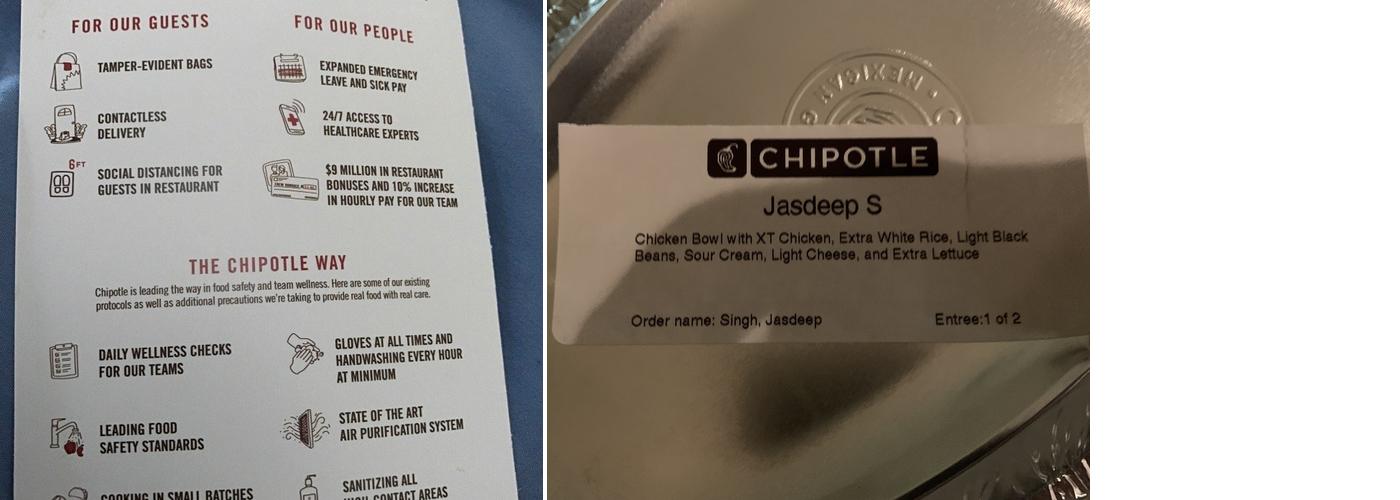 FOR OUR GUESTS
TAMPER-EVIDENT BAGS
CONTACTLESS
DELIVERY
6FT
SOCIAL DISTANCING FOR
GUESTS IN RESTAURANT
FOR OUR PEOPLE
EXPANDED EMERGENCY
LEAVE AND SICK PAY
24/7 ACCESS TO
HEALTHCARE EXPERTS
$9 MILLION IN RESTAURANT
BONUSES AND 10% INCREASE
IN HOURLY PAY FOR OUR TEAM
THE CHIPOTLE WAY
Chipotle is leading the way in food safety and team wellness. Here are some of our existing
protocols as well as additional precautions we're taking to provide real food with real care.
DAILY WELLNESS CHECKS
FOR OUR TEAMS
LEADING FOOD
SAFETY STANDARDS
COOKING IN SMALL BATCHES
GLOVES AT ALL TIMES AND
HANDWASHING EVERY HOUR
AT MINIMUM
STATE OF THE ART
AIR PURIFICATION SYSTEM
SANITIZING ALL
HIGH-CONTACT AREAS
MEXICAN
CHIPOTLE
Jasdeep S
Chicken Bowl with XT Chicken, Extra White Rice, Light Black
Beans, Sour Cream, Light Cheese, and Extra Lettuce
Order name: Singh, Jasdeep
Entree:1 of 2